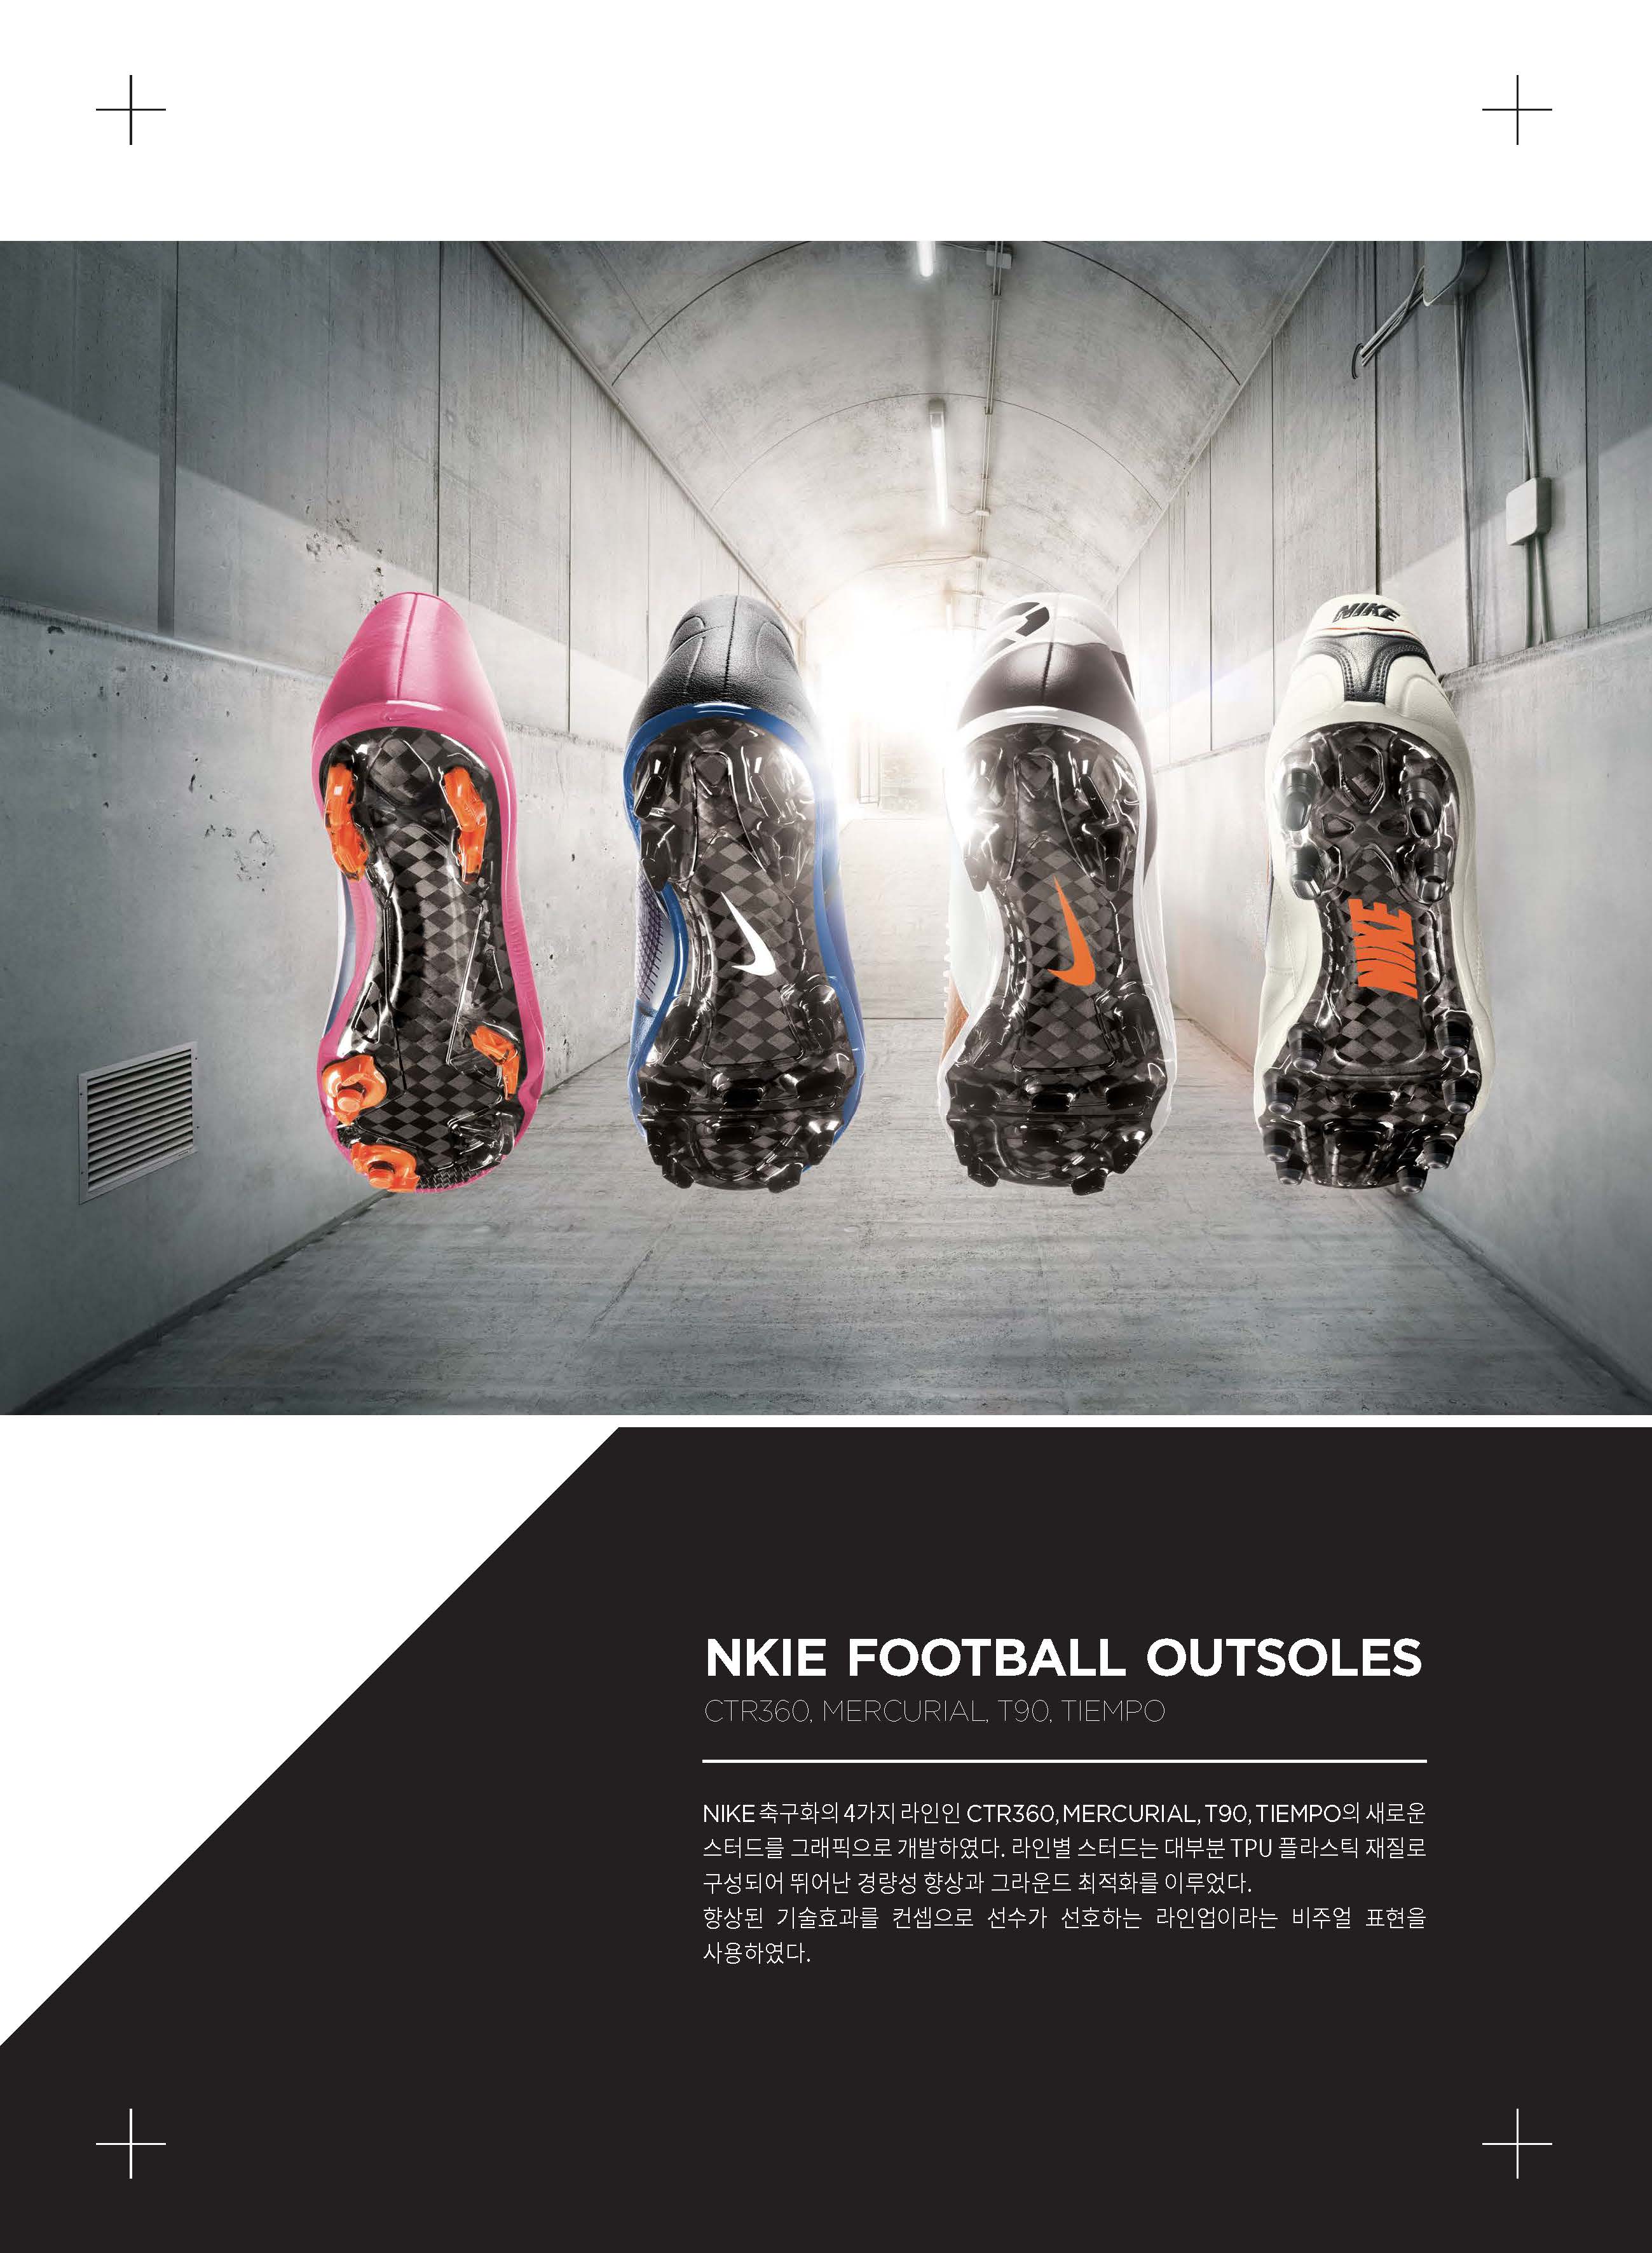 NIKE
NIKE
NKIE FOOTBALL OUTSOLES
CTR360, MERCURIAL, T90, TIEMPO
NIKE 축구화의 4가지 라인인 CTR360, MERCURIAL, T90, TIEMPO의 새로운
스터드를 그래픽으로 개발하였다. 라인별 스터드는 대부분 TPU 플라스틱 재질로
구성되어 뛰어난 경량성 향상과 그라운드 최적화를 이루었다.
향상된 기술효과를 컨셉으로 선수가 선호하는 라인업이라는 비주얼 표현을
사용하였다.